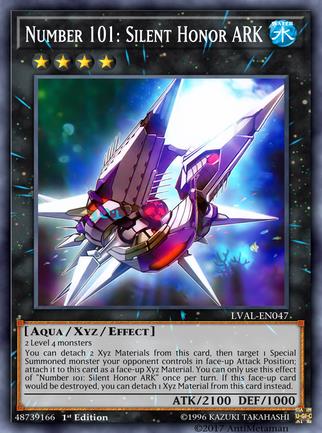 Number 101: Silent Honor ARK
WATER
水
LVAL-EN047
[Aqua / Xyz / Effect]
2 Level 4 monsters
You can detach 2 Xyz Materials from this card, then target 1 Special
Summoned monster your opponent controls in face-up Attack Position;
attach it to this card as a face-up Xyz Material. You can only use this effect
of "Number 101: Silent Honor ARK" once per turn. If this face-up card
would be destroyed, you can detach 1 Xyz Material from this card instead.
ATK/2100 DEF/1000
48739166 1st Edition ©1996 KAZUKI TAKAHASHI
©2017 AntiMetaman